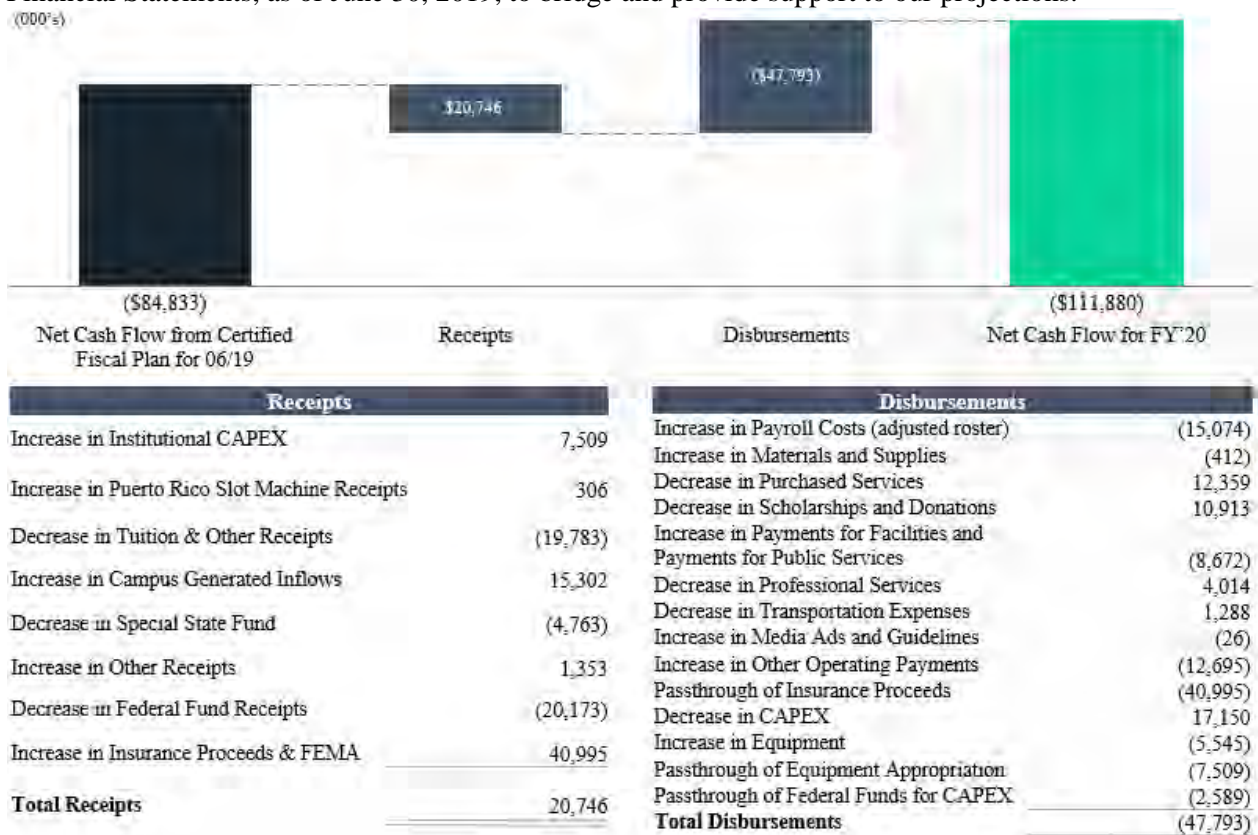 Financial Statements, as of June 30, 2019, to bridge and provide support to our projections.
(000's)
$20,746
($47,793)
($84,833)
($111,880)
Net Cash Flow from Certified
Fiscal Plan for 06/19
Receipts
Disbursements
Net Cash Flow for FY'20
Receipts
Increase in Institutional CAPEX 7,509
Increase in Puerto Rico Slot Machine Receipts 306
Decrease in Tuition & Other Receipts (19,783)
Increase in Campus Generated Inflows 15,302
Decrease in Special State Fund (4,763)
Increase in Other Receipts 1,353
Decrease in Federal Fund Receipts (20,173)
Increase in Insurance Proceeds & FEMA 40,995
Total Receipts 20,746
Disbursements
Increase in Payroll Costs (adjusted roster) (15,074)
Increase in Materials and Supplies (412)
Decrease in Purchased Services 12,359
Decrease in Scholarships and Donations 10,913
Increase in Payments for Facilities and
Payments for Public Services (8,672)
Decrease in Professional Services 4,014
Decrease in Transportation Expenses 1,288
Increase in Media Ads and Guidelines (26)
Increase in Other Operating Payments (12,695)
Passthrough of Insurance Proceeds (40,995)
Decrease in CAPEX 17,150
Increase in Equipment (5,545)
Passthrough of Equipment Appropriation (7,509)
Passthrough of Federal Funds for CAPEX (2,589)
Total Disbursements (47,793)